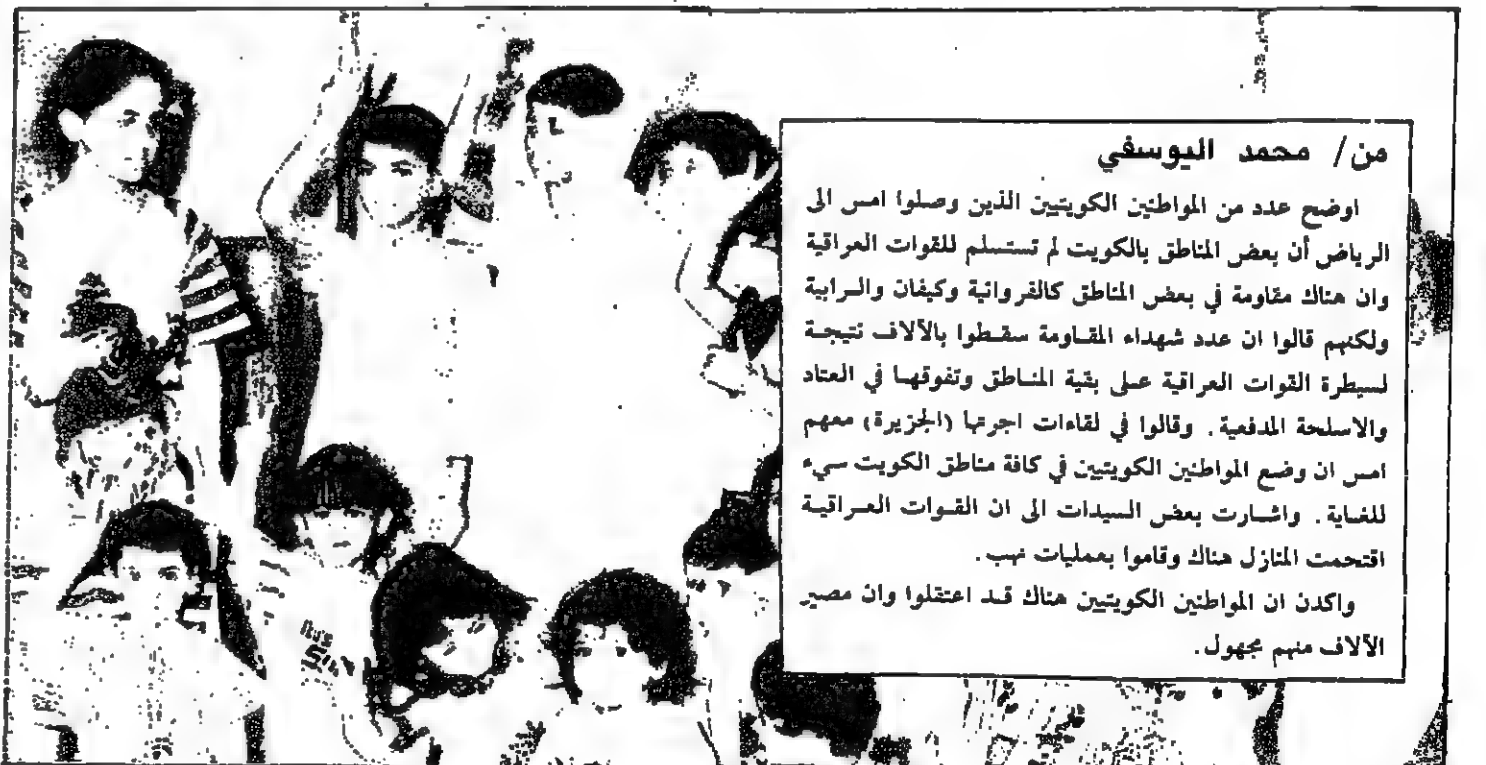 من/ محمد اليوسفي
اوضح عدد من المواطنين الكويتيين الذين وصلوا امس الى
الرياض أن بعض المناطق بالكويت لم تستسلم للقوات العراقية
وان هناك مقاومة في بعض المناطق كالفروانية وكيفان والرابية
ولكنهم قالوا ان عدد شهداء المقاومة سقطوا بالآلاف نتيجة
لسيطرة القوات العراقية على بقية المناطق وتفوقها في العتاد
والاسلحة المدفعية. وقالوا في لقاءات اجرتها (الجزيرة) معهم
امس ان وضع المواطنين الكويتيين في كافة مناطق الكويت سيء
للغاية. واشارت بعض السيدات الى ان القوات العراقية
اقتحمت المنازل هناك وقاموا بعمليات نهب.
واكدن ان المواطنين الكويتيين هناك قد اعتقلوا وان مصير
الآلاف منهم مجهول.